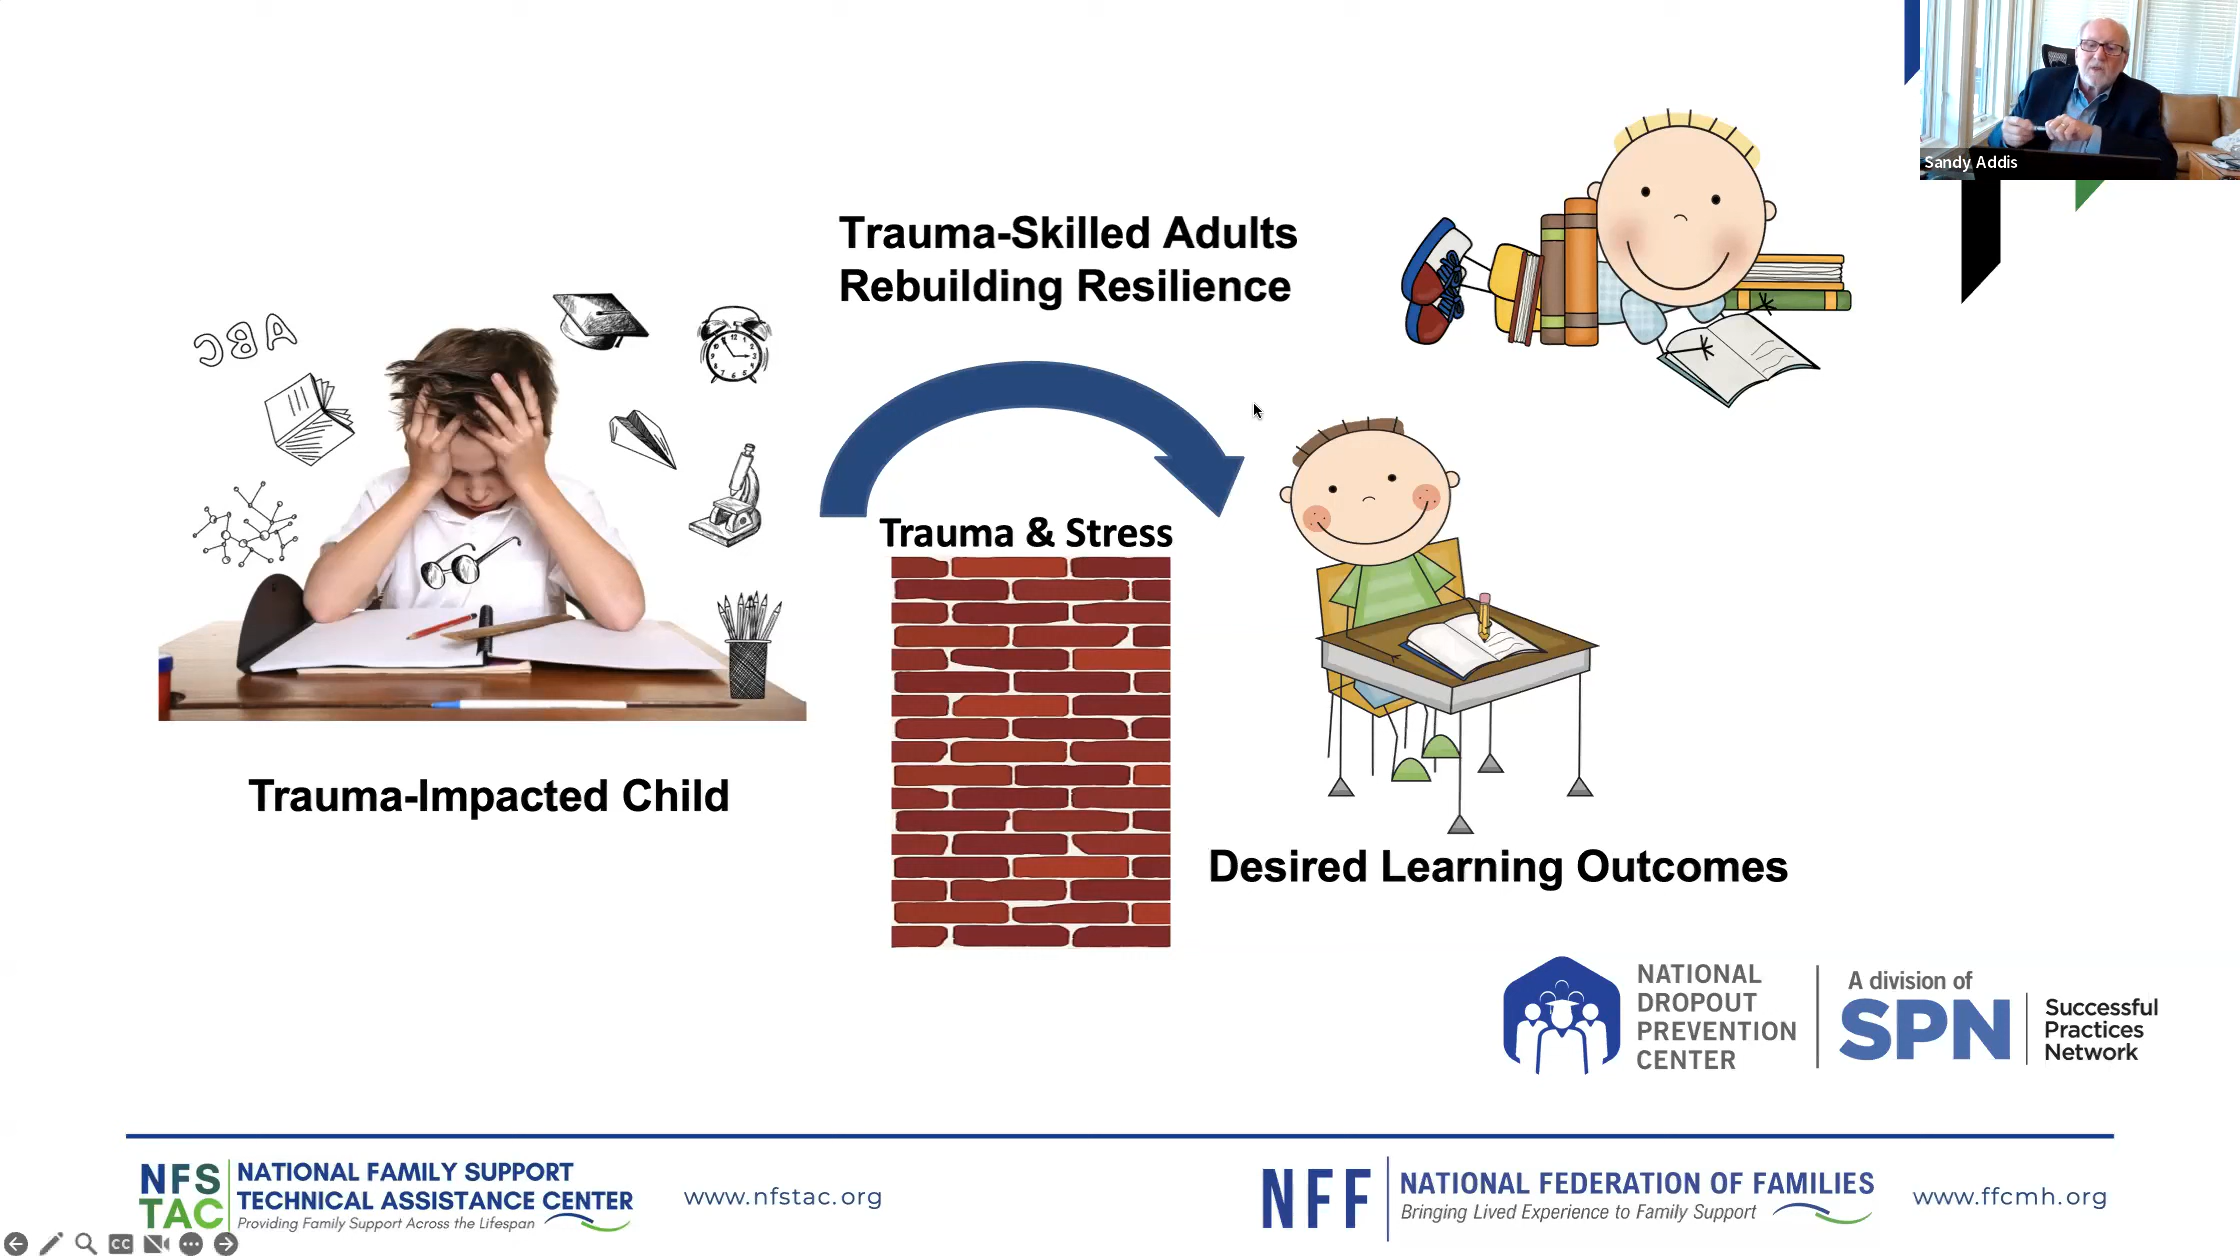 Sandy Addis
Trauma-Skilled Adults
Rebuilding Resilience
ABC
Trauma & Stress
Trauma-Impacted Child
Desired Learning Outcomes
NATIONAL
DROPOUT
PREVENTION
CENTER
A division of
SPN
Successful
Practices
Network
NFS
TAC
NATIONAL FAMILY SUPPORT
TECHNICAL ASSISTANCE CENTER
Providing Family Support Across the Lifespan
www.nfstac.org
NFF
NATIONAL FEDERATION OF FAMILIES
Bringing Lived Experience to Family Support
www.ffcmh.org
CC